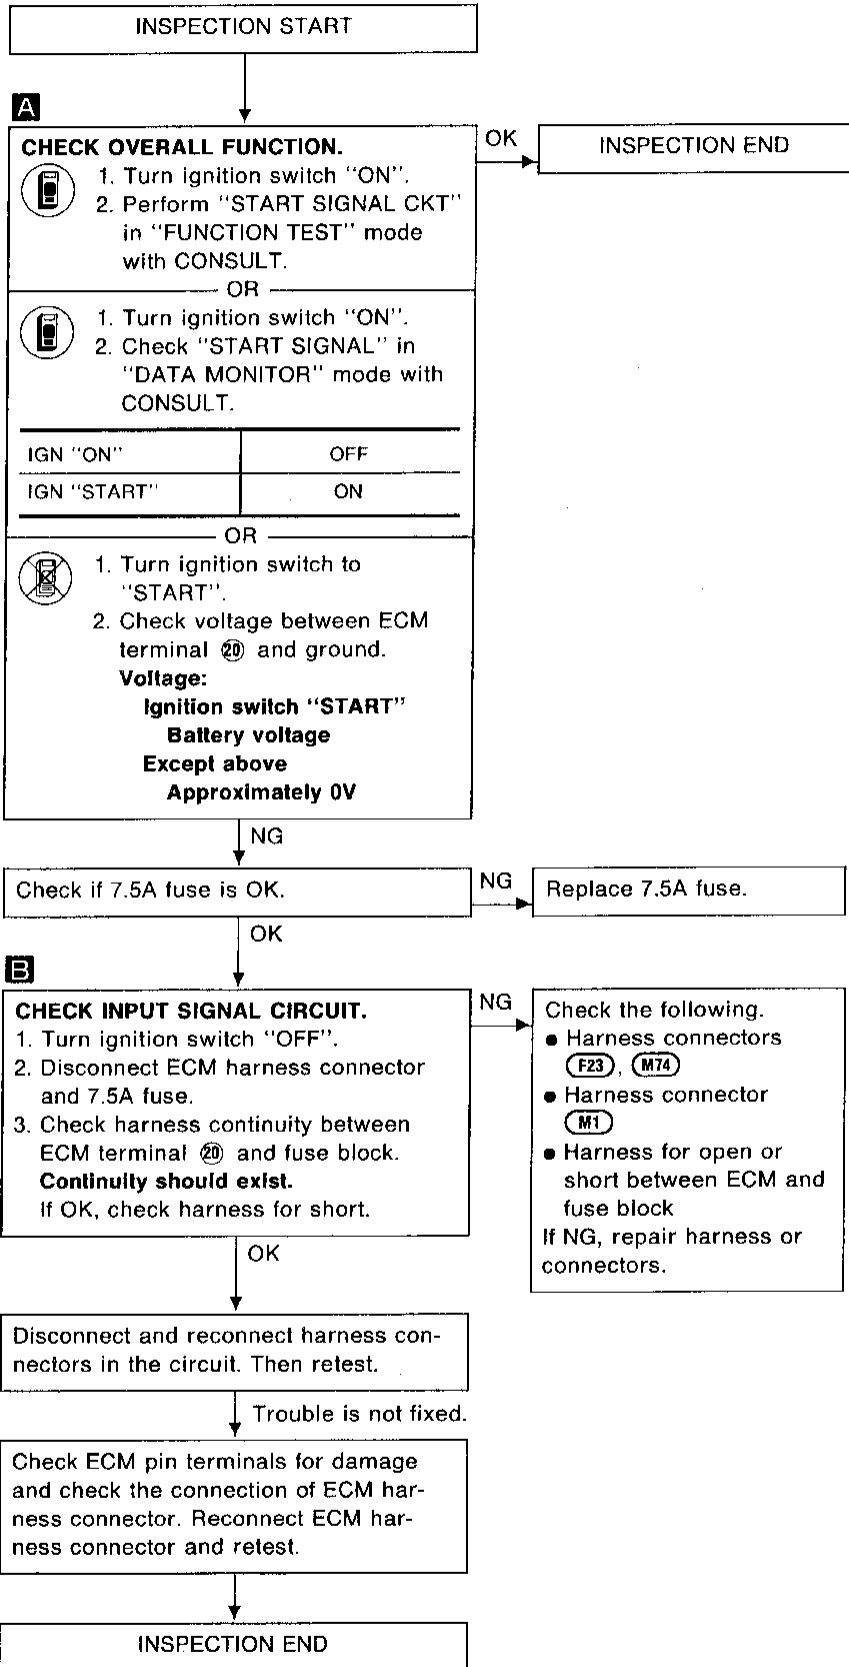 INSPECTION START
A
CHECK OVERALL FUNCTION.
1. Turn ignition switch "ON".
2. Perform "START SIGNAL CKT"
in "FUNCTION TEST" mode
with CONSULT.
OR
1. Turn ignition switch "ON".
2. Check "START SIGNAL" in
"DATA MONITOR" mode with
CONSULT.
IGN "ON" OFF
IGN "START" ON
OR
1. Turn ignition switch to
"START".
2. Check voltage between ECM
terminal ⑳ and ground.
Voltage:
Ignition switch "START"
Battery voltage
Except above
Approximately 0V
OK
INSPECTION END
NG
Check if 7.5A fuse is OK.
NG
Replace 7.5A fuse.
OK
B
CHECK INPUT SIGNAL CIRCUIT.
1. Turn ignition switch "OFF".
2. Disconnect ECM harness connector
and 7.5A fuse.
3. Check harness continuity between
ECM terminal ⑳ and fuse block.
Continuity should exist.
If OK, check harness for short.
NG
Check the following.
● Harness connectors
F23, M74
● Harness connector
M1
● Harness for open or
short between ECM and
fuse block
If NG, repair harness or
connectors.
OK
Disconnect and reconnect harness con-
nectors in the circuit. Then retest.
Trouble is not fixed.
Check ECM pin terminals for damage
and check the connection of ECM har-
ness connector. Reconnect ECM har-
ness connector and retest.
INSPECTION END